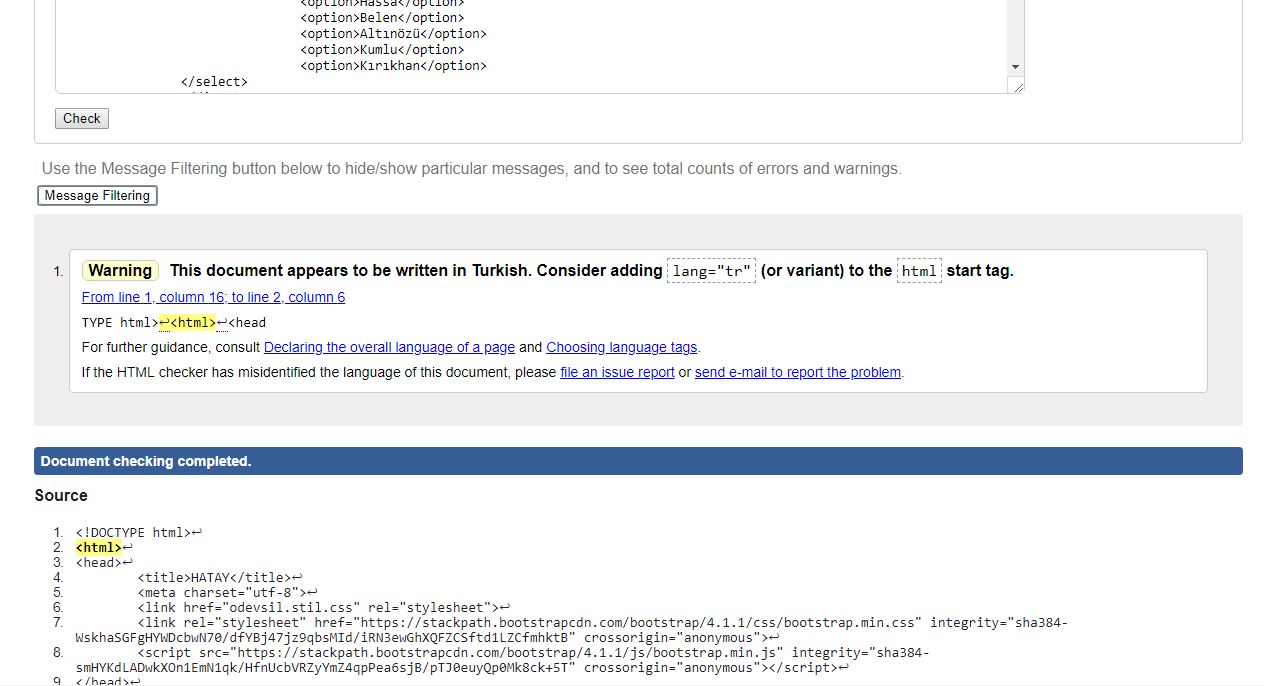 <option>Hassa</option>
<option>Belen</option>
<option>Altınözü</option>
<option>Kumlu</option>
<option>Kırıkhan</option>
</select>
Check
Use the Message Filtering button below to hide/show particular messages, and to see total counts of errors and warnings.
Message Filtering
1. Warning This document appears to be written in Turkish. Consider adding lang="tr" (or variant) to the html start tag.
From line 1, column 16; to line 2, column 6
TYPE html>↩<html>↩<head
For further guidance, consult Declaring the overall language of a page and Choosing language tags.
If the HTML checker has misidentified the language of this document, please file an issue report or send e-mail to report the problem.
Document checking completed.
Source
1. <!DOCTYPE html>↩
2. <html>↩
3. <head>↩
4. <title>HATAY</title>↩
5. <meta charset="utf-8">↩
6. <link href="odevsil.stil.css" rel="stylesheet">↩
7. <link rel="stylesheet" href="https://stackpath.bootstrapcdn.com/bootstrap/4.1.1/css/bootstrap.min.css" integrity="sha384-
WskhaSGFgHYWDcbwN70/dfYBj47jz9qbsMId/iRN3ewGhXQFZCSftd1LZCfmhktB" crossorigin="anonymous">↩
8. <script src="https://stackpath.bootstrapcdn.com/bootstrap/4.1.1/js/bootstrap.min.js" integrity="sha384-
smHYKdLADwkXOn1EmN1qk/HfnUcbVRZyYmZ4qpPea6sjB/pTJ0euyQp0Mk8ck+5T" crossorigin="anonymous"></script>↩
9. </head>↩